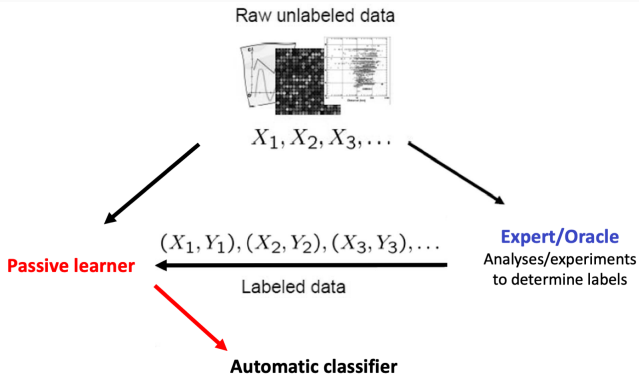 Raw unlabeled data
X₁, X₂, X₃, ...
(X₁, Y₁), (X₂, Y₂), (X₃, Y₃), ...
Expert/Oracle
Passive learner
Analyses/experiments
to determine labels
Labeled data
Automatic classifier